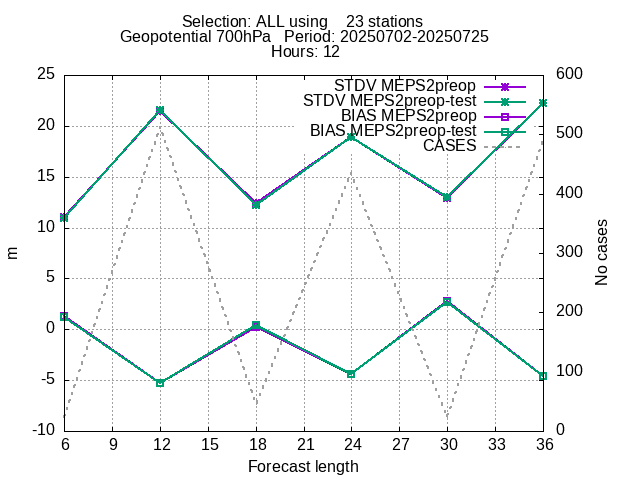 Selection: ALL using    23 stations
Geopotential 700hPa   Period: 20250702-20250725
Hours: 12
STDV MEPS2preop
STDV MEPS2preop-test
BIAS MEPS2preop
BIAS MEPS2preop-test
CASES
25
20
15
10
5
0
-5
-10
m
600
500
400
300
200
100
0
No cases
6 9 12 15 18 21 24 27 30 33 36
Forecast length